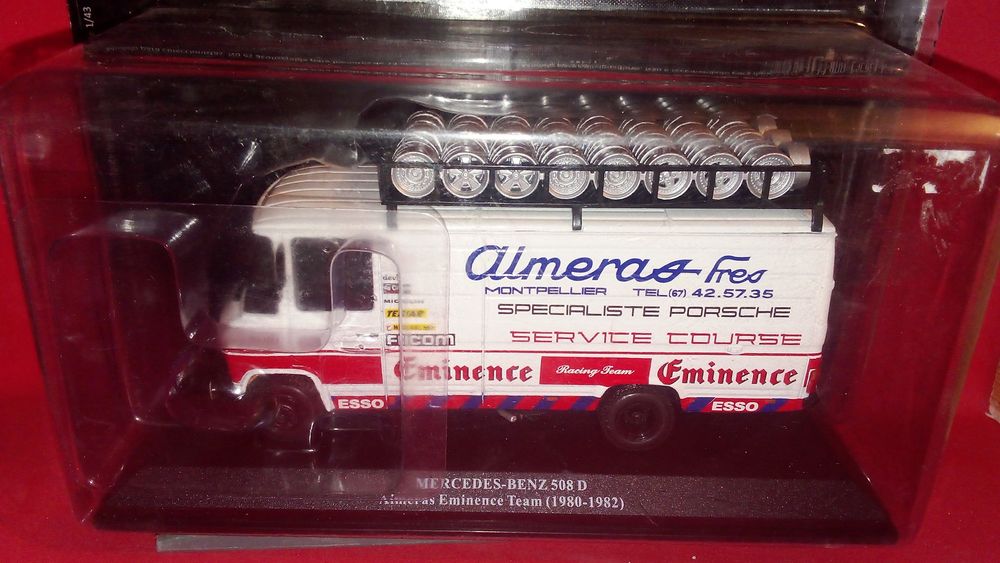 1/43
Almeras Fres
MONTPELLIER TEL(67) 42.57.35
SPECIALISTE PORSCHE
SERVICE COURSE
MICHELIN
facom
Eminence Racing Team Eminence
ESSO ESSO
MERCEDES-BENZ 508 D
Almeras Eminence Team (1980-1982)